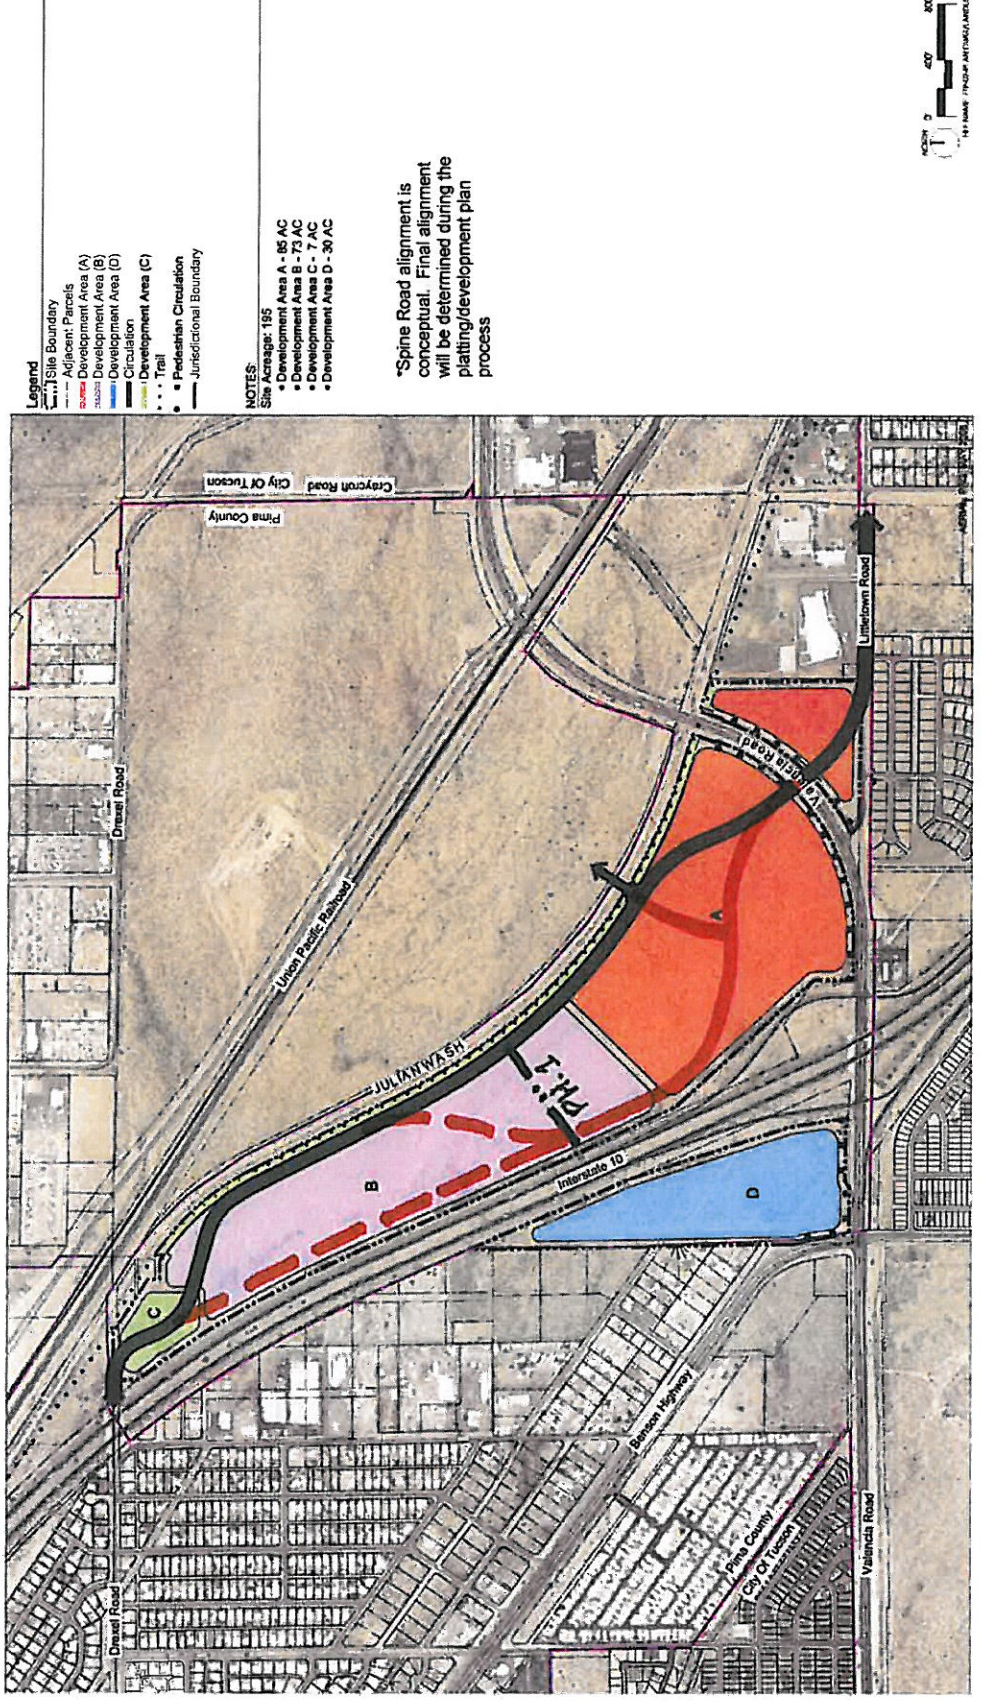 Legend
Site Boundary
Adjacent Parcels
Development Area (A)
Development Area (B)
Development Area (D)
Circulation
Development Area (C)
Trail
Pedestrian Circulation
Jurisdictional Boundary
NOTES:
Site Acreage: 195
• Development Area A - 85 AC
• Development Area B - 73 AC
• Development Area C - 7 AC
• Development Area D - 30 AC
*Spine Road alignment is
conceptual. Final alignment
will be determined during the
platting/development plan
process
NORTH
0 400' 800'
Drexel Road
Drexel Road
Union Pacific Railroad
Pima County
City Of Tucson
Craycroft Road
JULIAN WASH
Valencia Road
Littletown Road
Interstate 10
Benson Highway
Pima County
City Of Tucson
Valencia Road
A
B
C
D
PH. 1